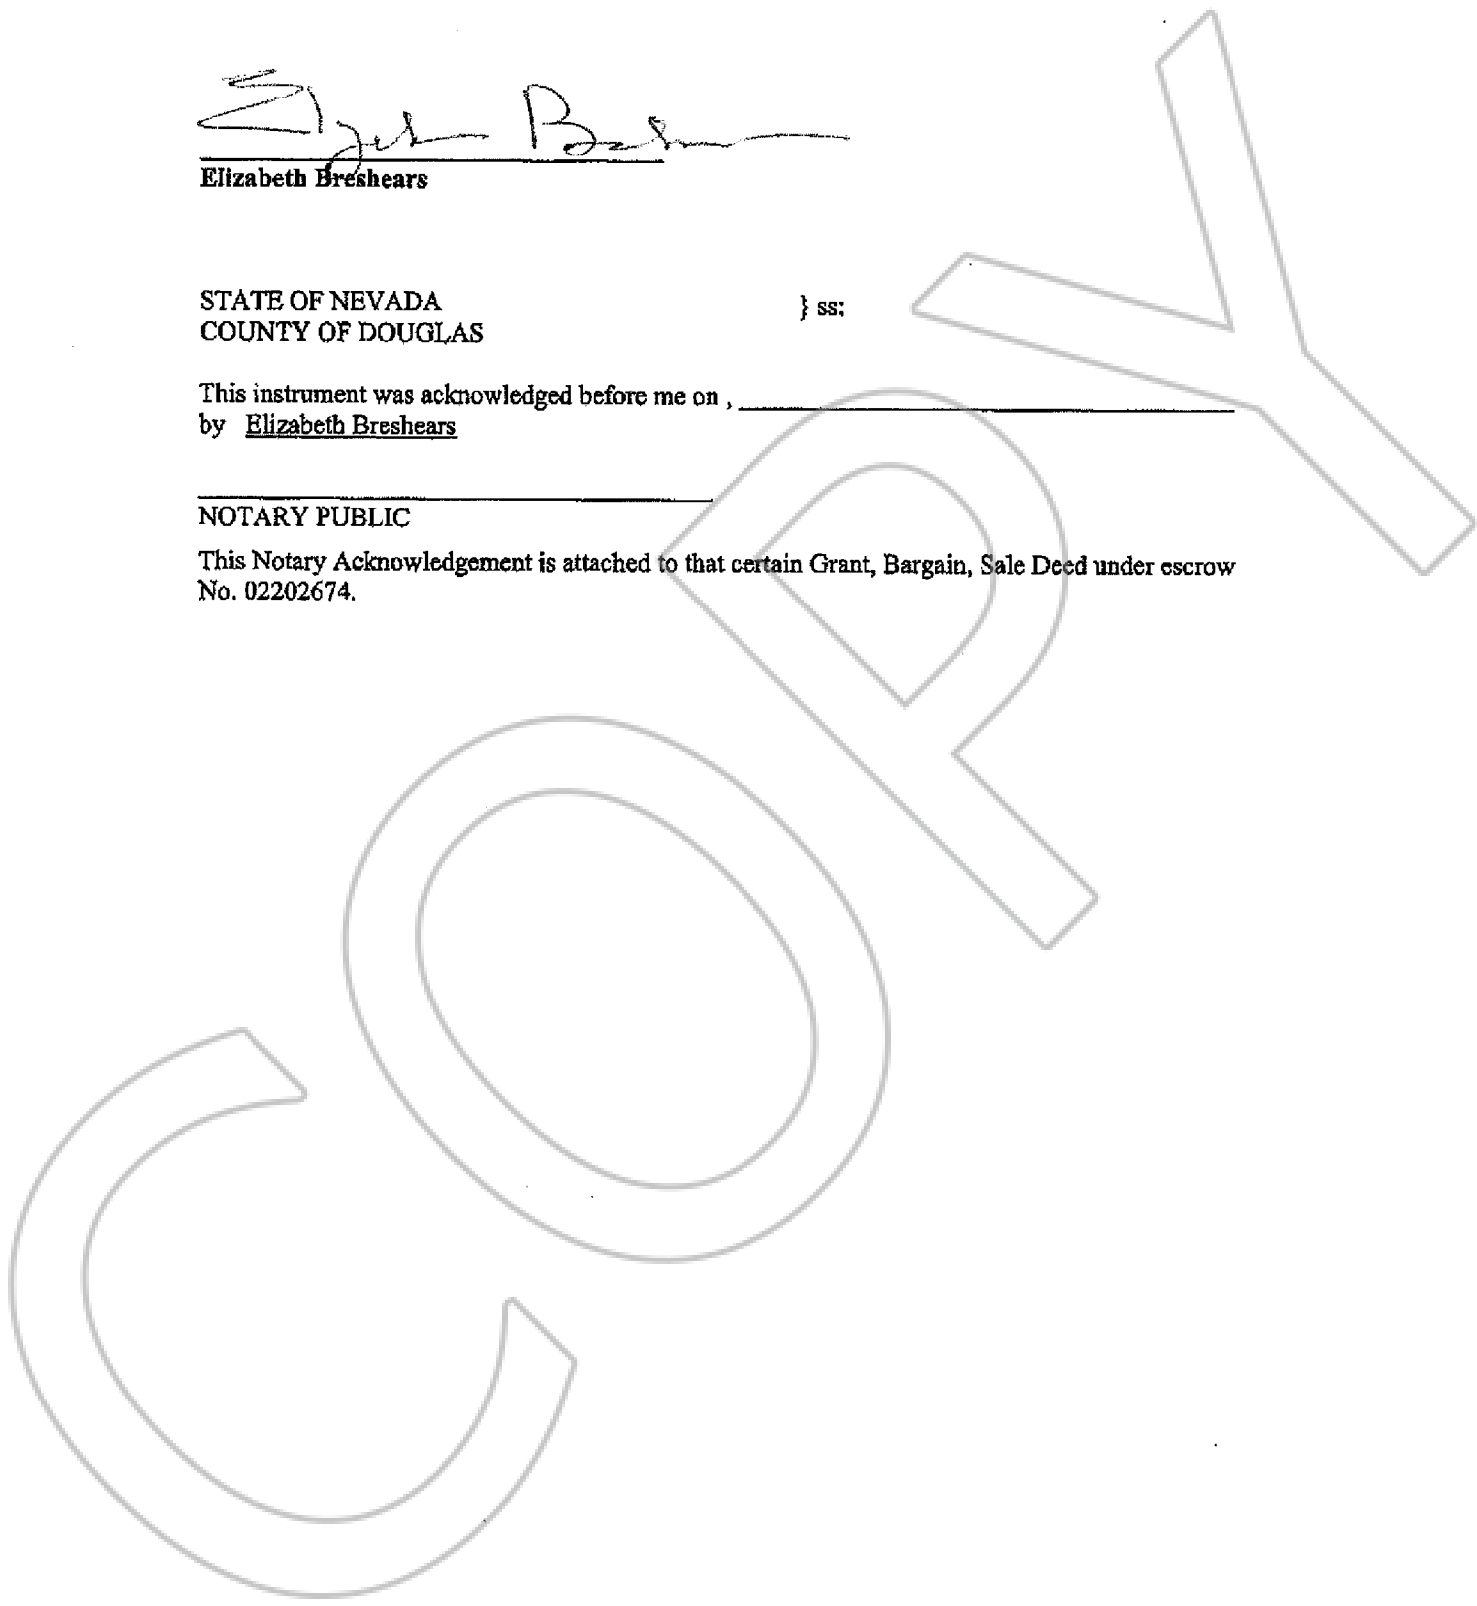 Elizabeth Breshears
Elizabeth Breshears
STATE OF NEVADA } ss:
COUNTY OF DOUGLAS
This instrument was acknowledged before me on ,
by Elizabeth Breshears
NOTARY PUBLIC
This Notary Acknowledgement is attached to that certain Grant, Bargain, Sale Deed under escrow
No. 02202674.
COPY